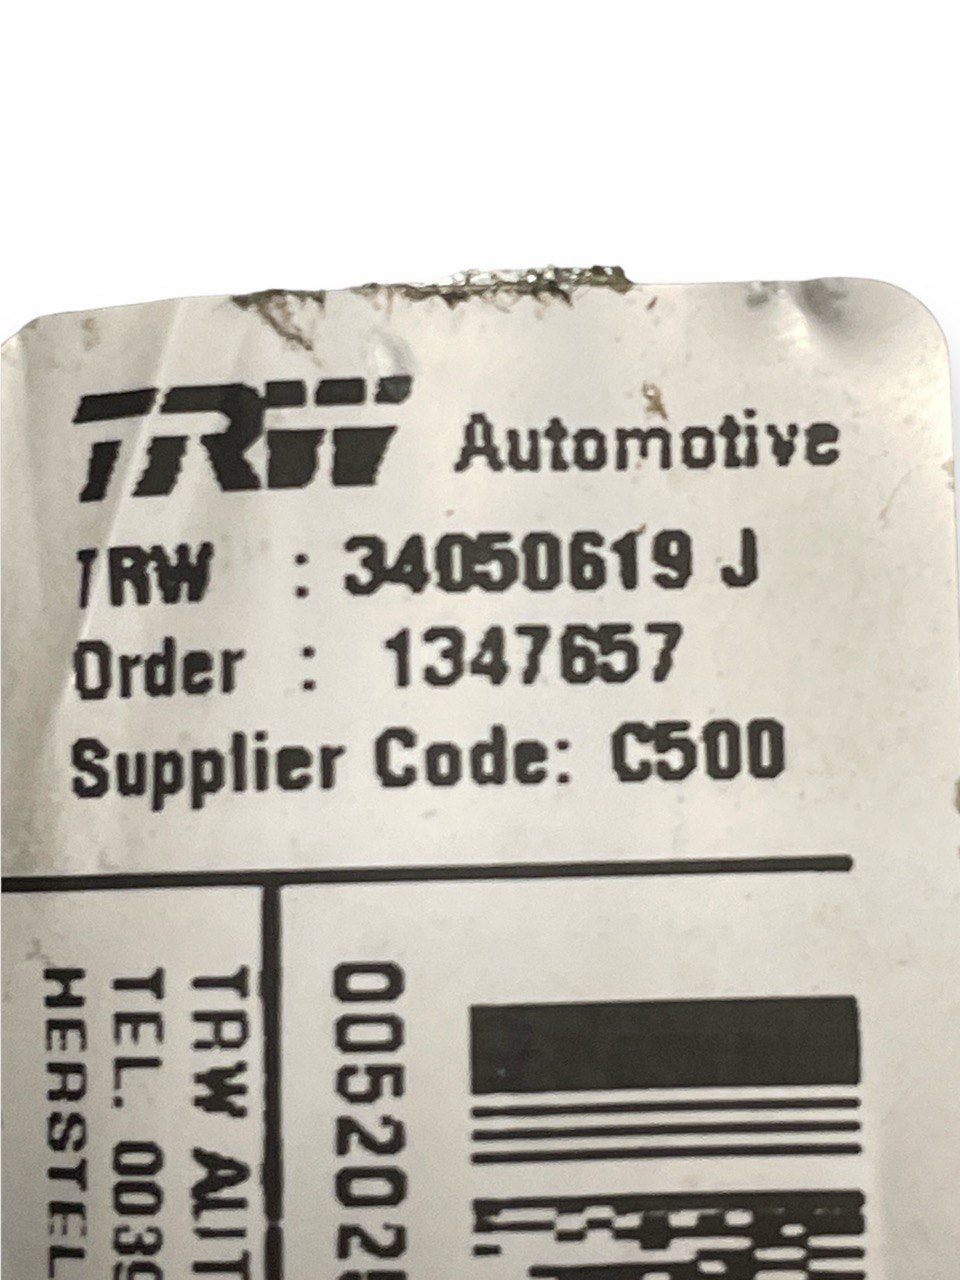 TRW Automotive
TRW : 34050619 J
Order : 1347657
Supplier Code: C500
005202
TRW AUT
TEL. 0039
HERSTEL